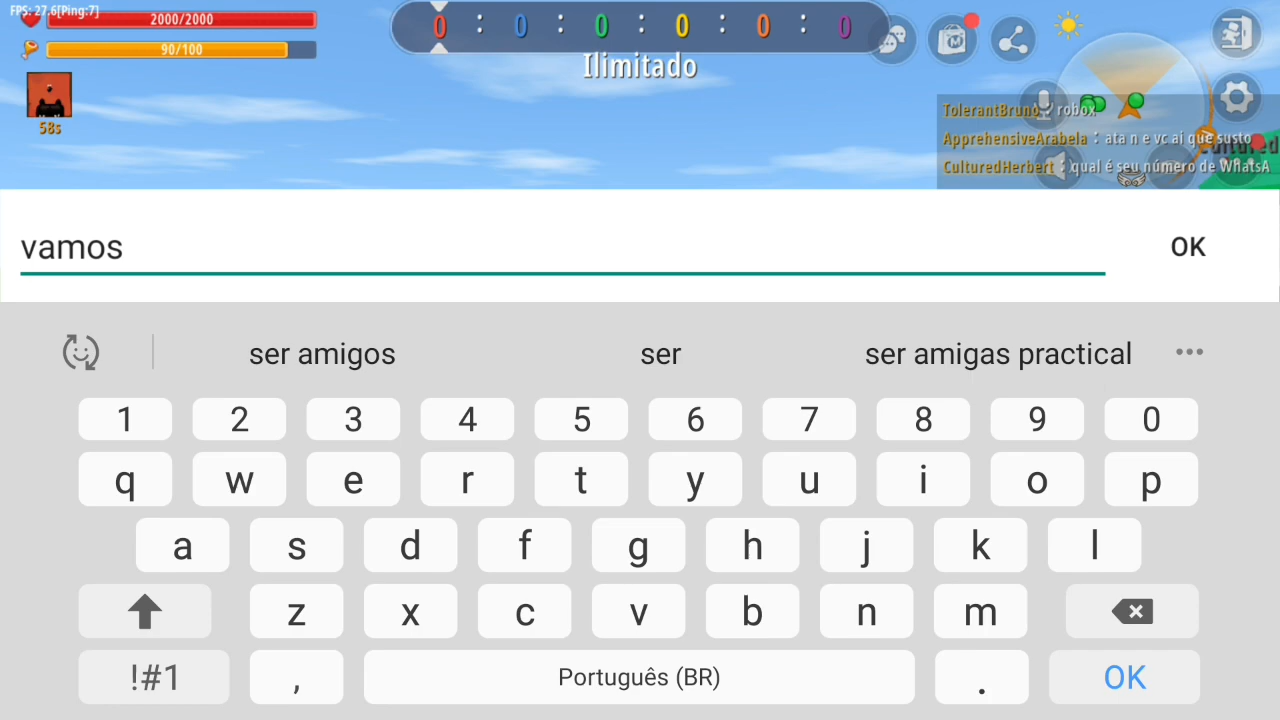 FPS: 27.6[Ping:7]
2000/2000
90/100
58s
0 : 0 : 0 : 0 : 0 : 0
Ilimitado
TolerantBruno : robox
ApprehensiveArabela : ata n e vc ai que susto
CulturedHerbert : qual é seu número de WhatsA
Cultured
vamos
OK
ser amigos
ser
ser amigas practical
1 2 3 4 5 6 7 8 9 0
q w e r t y u i o p
a s d f g h j k l
z x c v b n m
!#1 , Português (BR) . OK